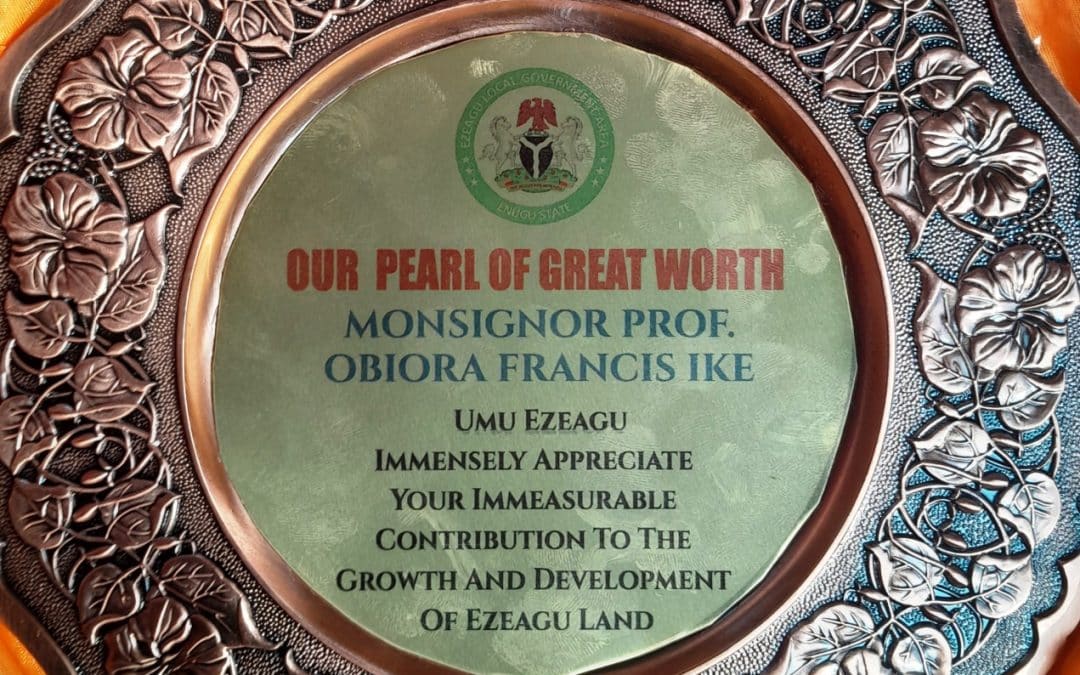 EZEAGU LOCAL GOVERNMENT AREA
ENUGU STATE
OUR PEARL OF GREAT WORTH
MONSIGNOR PROF.
OBIORA FRANCIS IKE
UMU EZEAGU
IMMENSELY APPRECIATE
YOUR IMMEASURABLE
CONTRIBUTION TO THE
GROWTH AND DEVELOPMENT
OF EZEAGU LAND